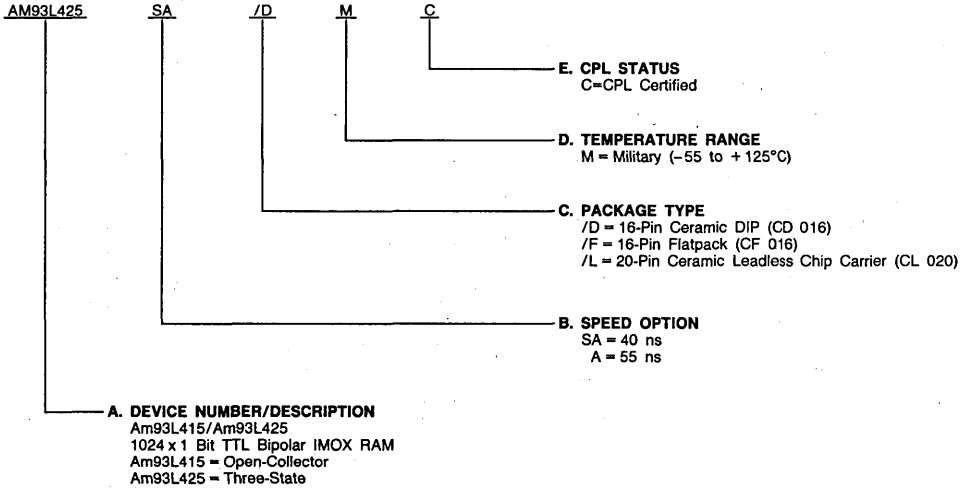 AM93L425 SA /D M C
E. CPL STATUS
C=CPL Certified
D. TEMPERATURE RANGE
M = Military (–55 to +125°C)
C. PACKAGE TYPE
/D = 16-Pin Ceramic DIP (CD 016)
/F = 16-Pin Flatpack (CF 016)
/L = 20-Pin Ceramic Leadless Chip Carrier (CL 020)
B. SPEED OPTION
SA = 40 ns
A = 55 ns
A. DEVICE NUMBER/DESCRIPTION
Am93L415/Am93L425
1024 x 1 Bit TTL Bipolar IMOX RAM
Am93L415 = Open-Collector
Am93L425 = Three-State